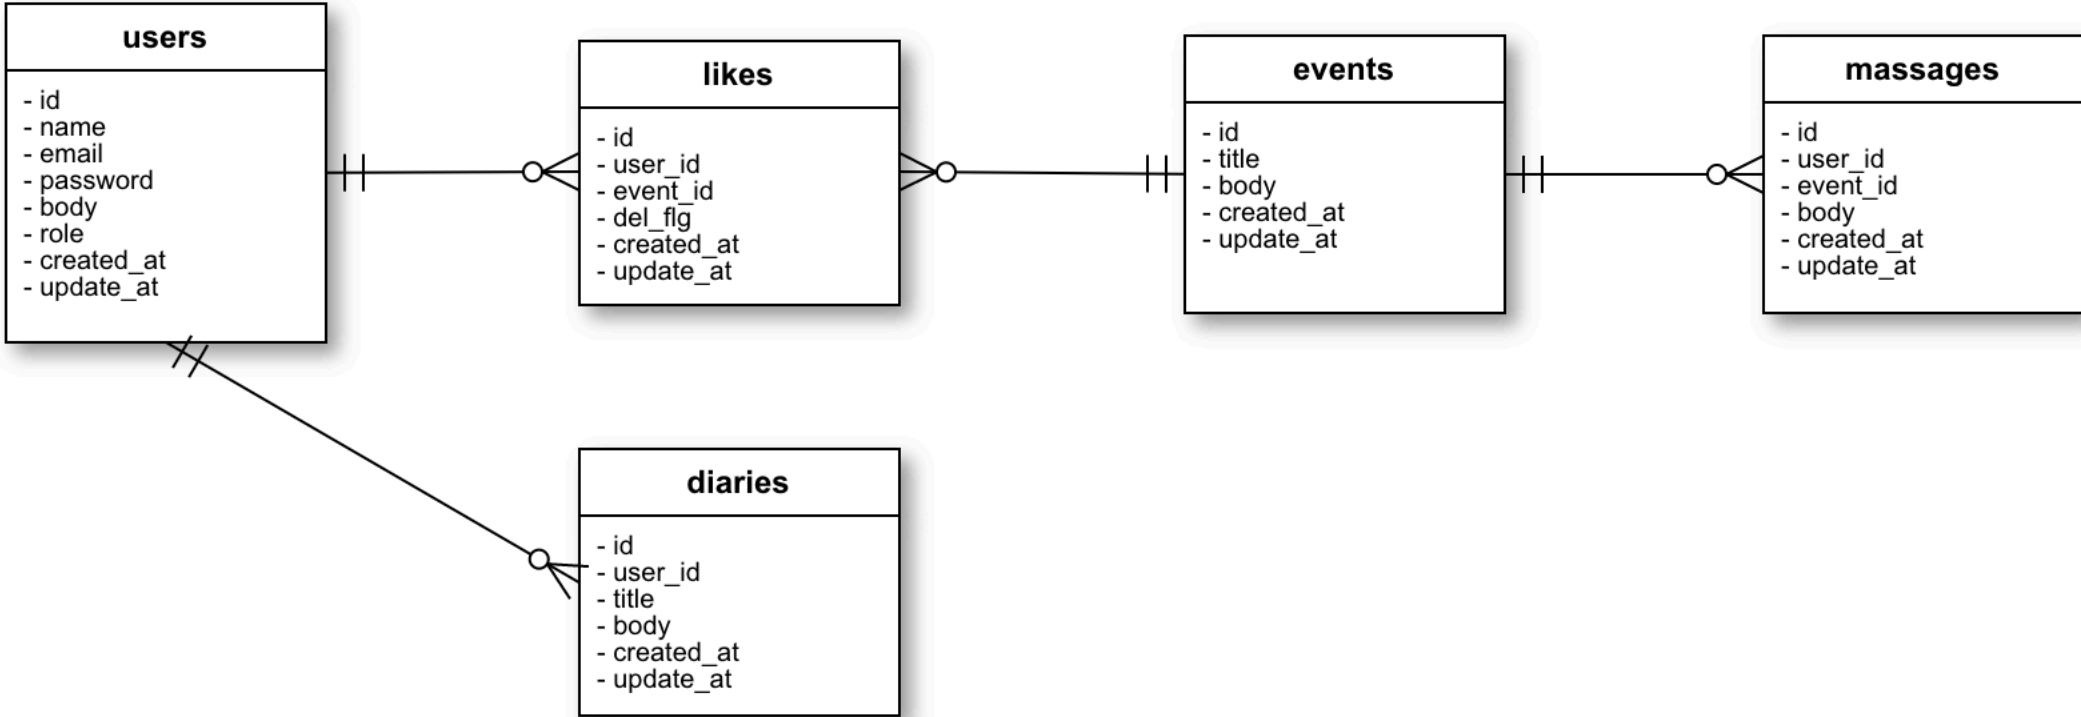 users
- id
- name
- email
- password
- body
- role
- created_at
- update_at
likes
- id
- user_id
- event_id
- del_flg
- created_at
- update_at
events
- id
- title
- body
- created_at
- update_at
massages
- id
- user_id
- event_id
- body
- created_at
- update_at
diaries
- id
- user_id
- title
- body
- created_at
- update_at